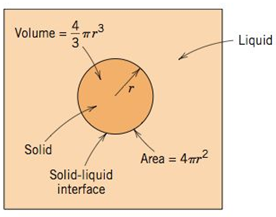 Volume = 4/3 πr³
Liquid
r
Solid
Solid-liquid
interface
Area = 4πr²